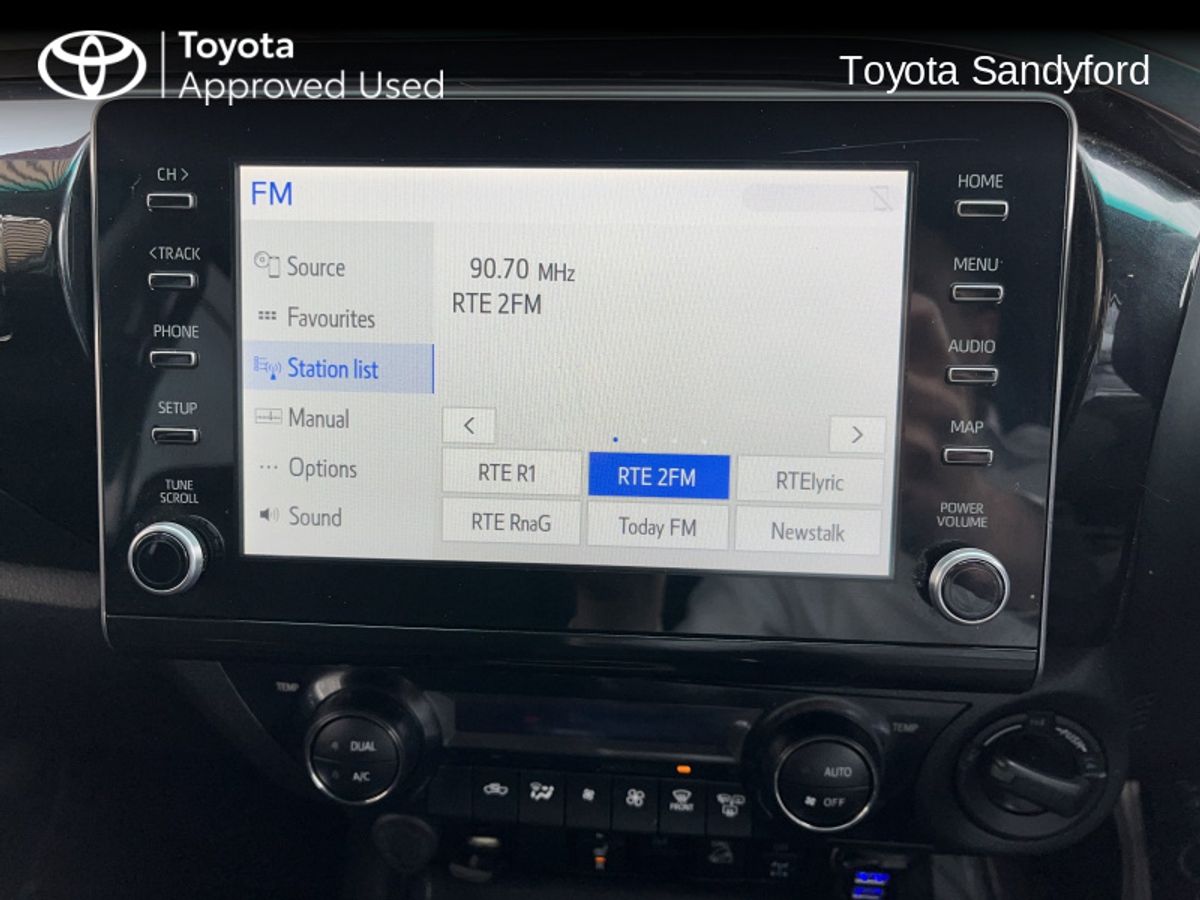 Toyota
Approved Used
Toyota Sandyford
CH >
<TRACK
PHONE
SETUP
TUNE
SCROLL
FM
Source
Favourites
Station list
Manual
Options
Sound
90.70 MHz
RTE 2FM
<
>
RTE R1
RTE 2FM
RTElyric
RTE RnaG
Today FM
Newstalk
HOME
MENU
AUDIO
MAP
POWER
VOLUME
TEMP
DUAL
A/C
FRONT
AUTO
OFF
TEMP